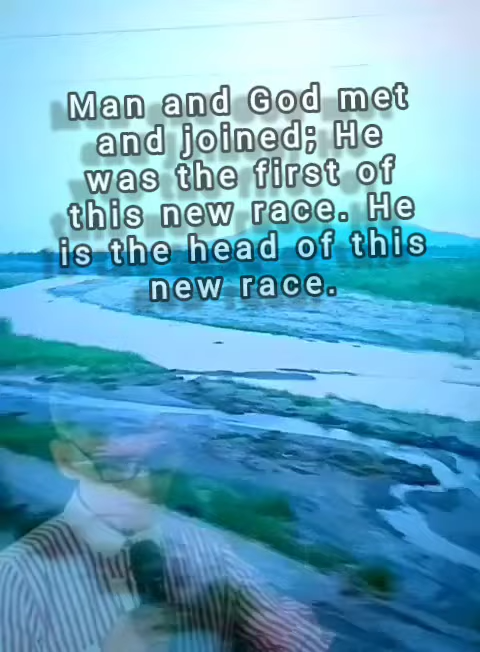 Man and God met
and joined; He
was the first of
this new race. He
is the head of this
new race.